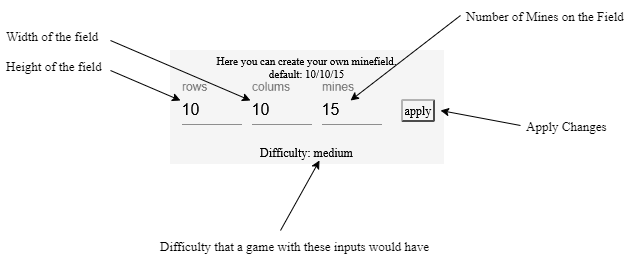 Number of Mines on the Field
Width of the field
Height of the field
Here you can create your own minefield.
default: 10/10/15
rows colums mines
10 10 15
apply
Apply Changes
Difficulty: medium
Difficulty that a game with these inputs would have